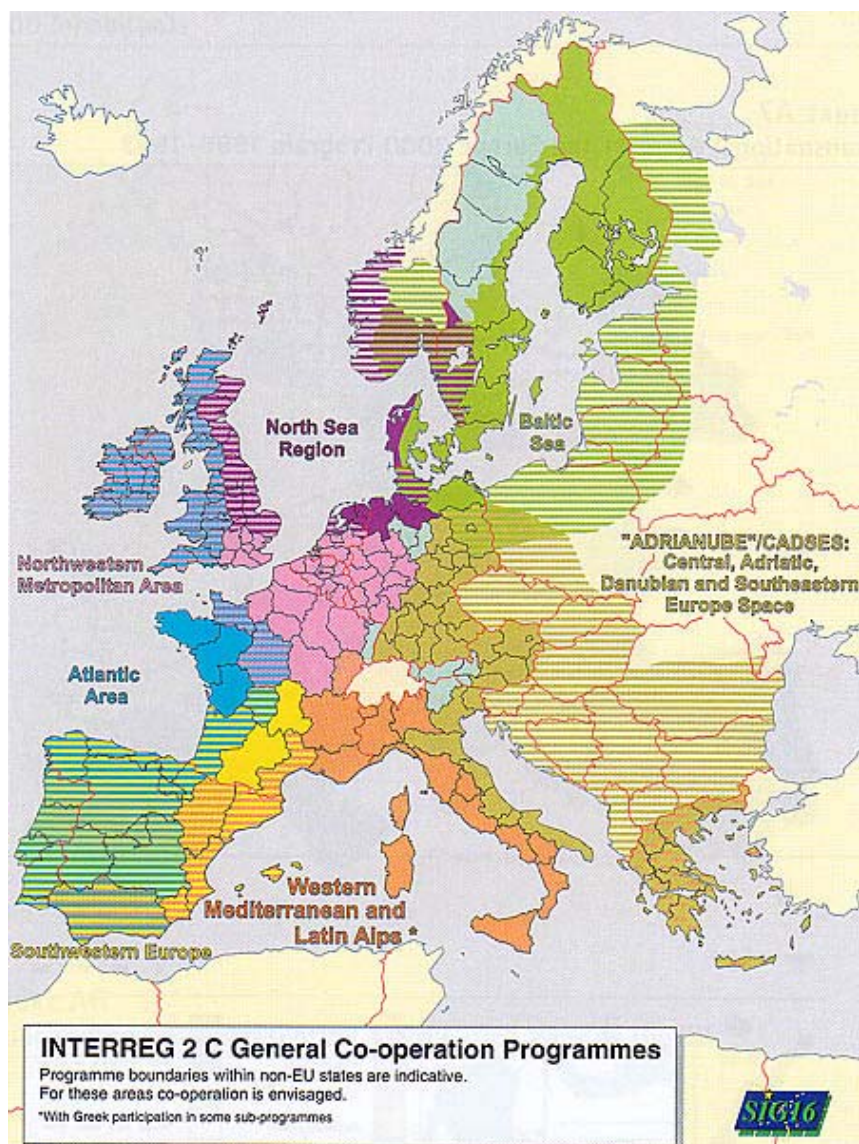 North Sea
Region
Baltic
Sea
Northwestern
Metropolitan Area
"ADRIANUBE"/CADSES:
Central, Adriatic,
Danubian and Southeastern
Europe Space
Atlantic
Area
Western
Mediterranean and
Latin Alps *
Southwestern Europe
INTERREG 2 C General Co-operation Programmes
Programme boundaries within non-EU states are indicative.
For these areas co-operation is envisaged.
*With Greek participation in some sub-programmes
SIG16